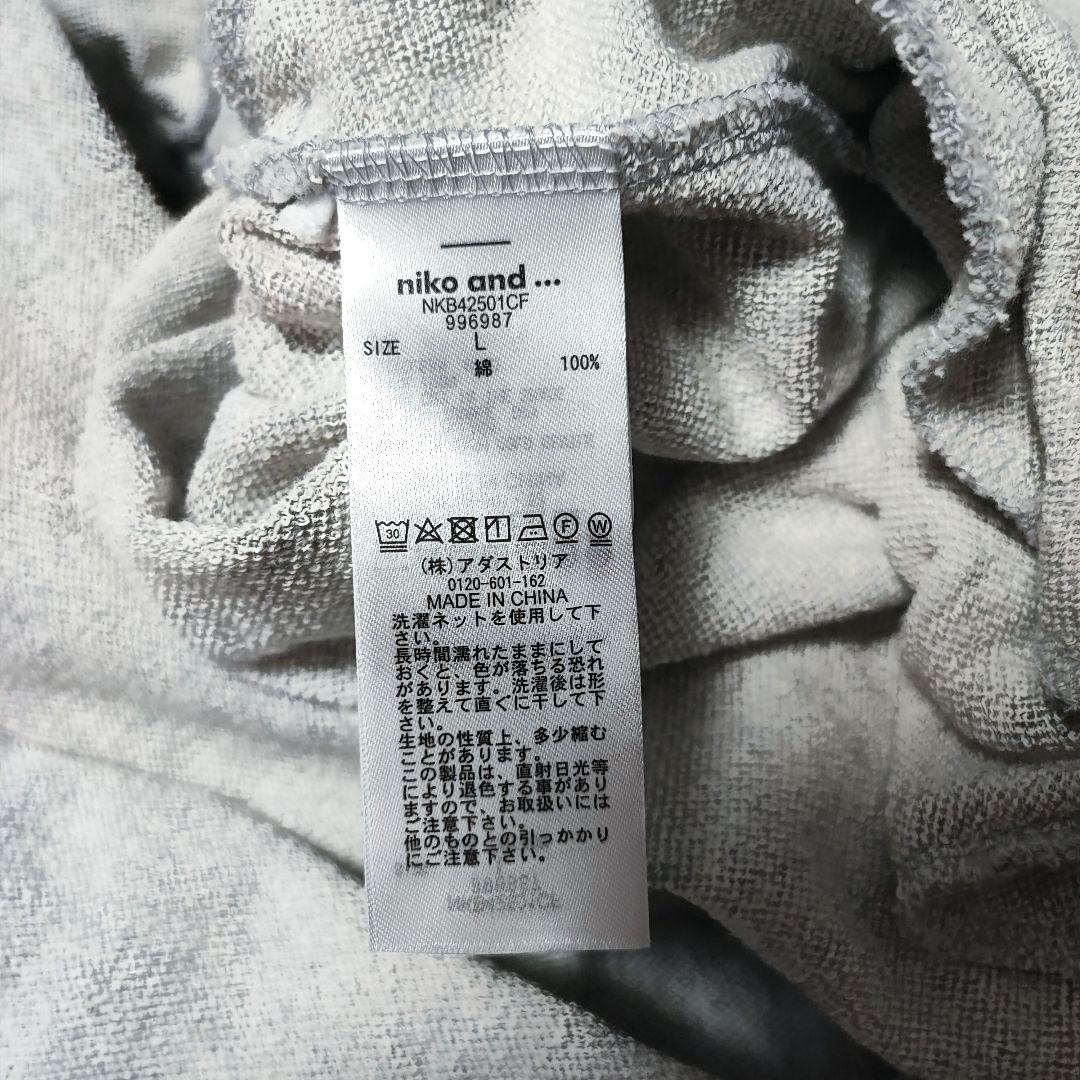 niko and ...
NKB42501CF
996987
SIZE L
綿 100%
30 F W
(株)アダストリア
0120-601-162
MADE IN CHINA
洗濯ネットを使用して下
さい。
長時間濡れたままにして
おくと、色が落ちる恐れ
があります。洗濯後は形
を整えて直ぐに干して下
さい。
生地の性質上、多少縮む
ことがあります。
この製品は、直射日光等
により退色する事があり
ますので、お取扱いには
ご注意下さい。
他のものとの引っかかり
にご注意下さい。